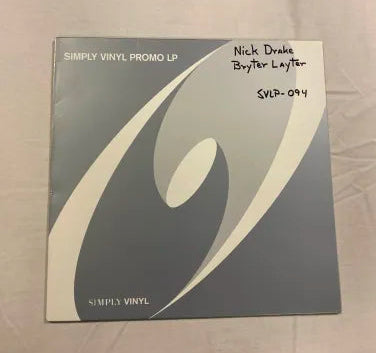 SIMPLY VINYL PROMO LP
Nick Drake
Bryter Layter
SVLP-094
SIMPLY VINYL